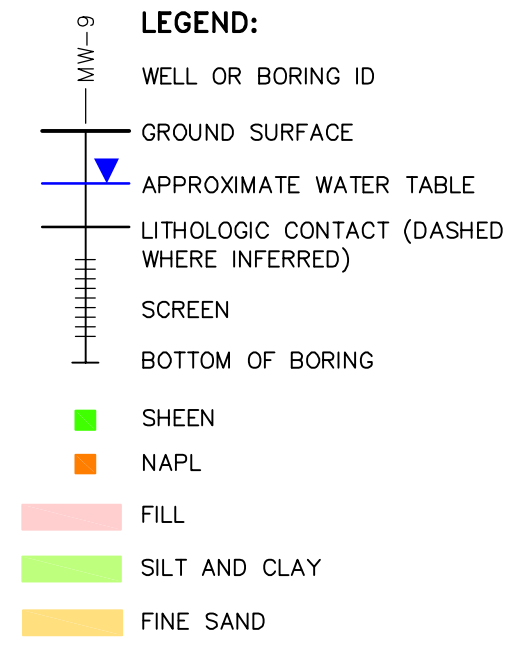 LEGEND:
MW-9
WELL OR BORING ID
GROUND SURFACE
APPROXIMATE WATER TABLE
LITHOLOGIC CONTACT (DASHED
WHERE INFERRED)
SCREEN
BOTTOM OF BORING
SHEEN
NAPL
FILL
SILT AND CLAY
FINE SAND